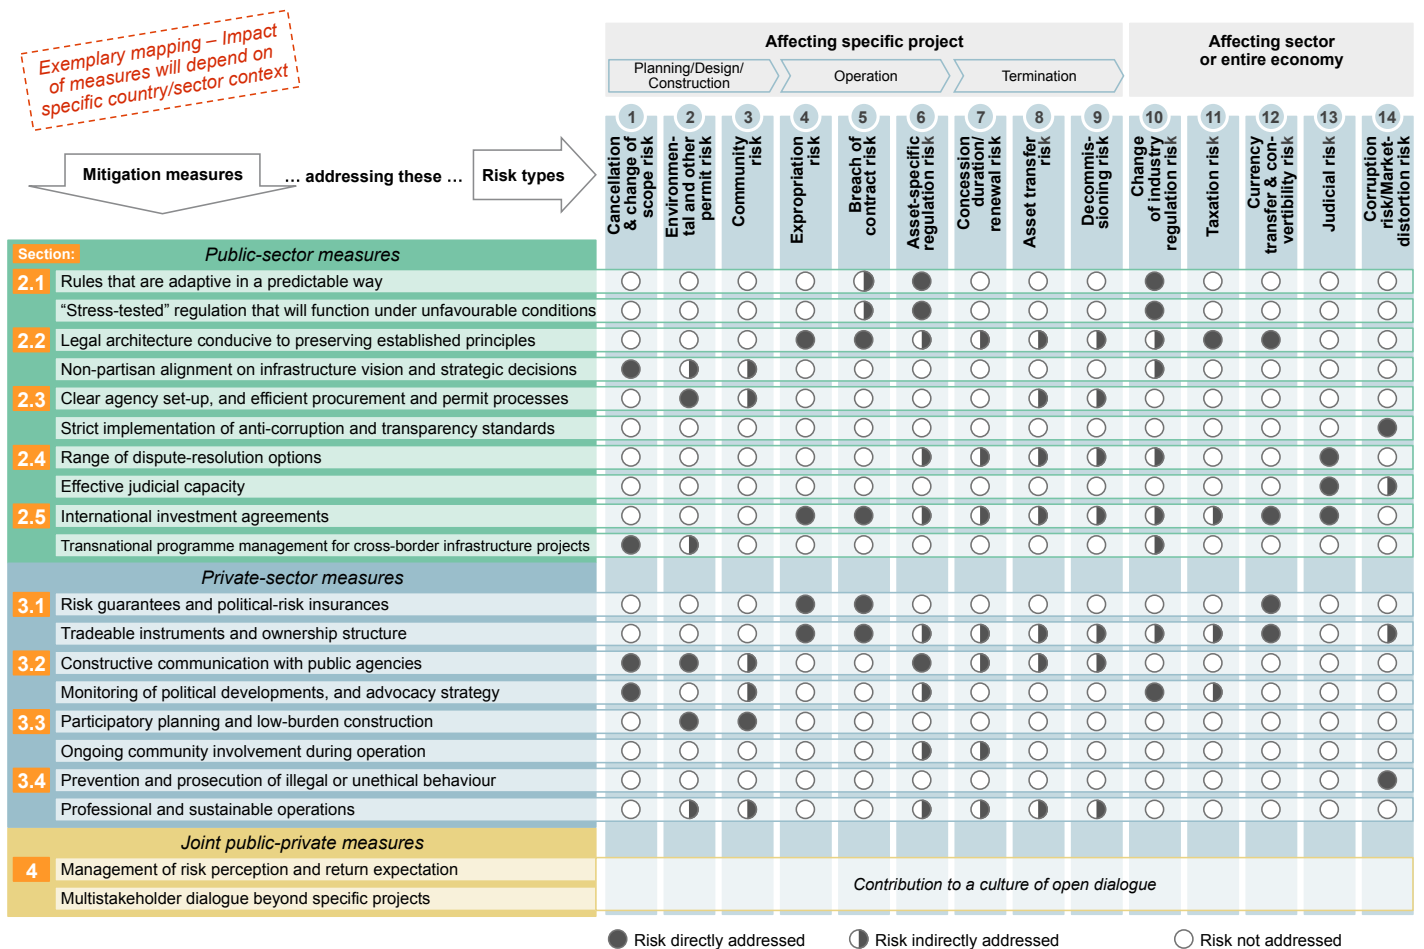 Exemplary mapping – Impact
of measures will depend on
specific country/sector context
Affecting specific project
Affecting sector
or entire economy
Planning/Design/
Construction
Operation
Termination
Mitigation measures
… addressing these …
Risk types
1
2
3
4
5
6
7
8
9
10
11
12
13
14
Cancellation
& change of
scope risk
Environmen-
tal and other
permit risk
Community
risk
Expropriation
risk
Breach of
contract risk
Asset-specific
regulation risk
Concession
duration/
renewal risk
Asset transfer
risk
Decommis-
sioning risk
Change
of industry
regulation risk
Taxation risk
Currency
transfer & con-
vertibility risk
Judicial risk
Corruption
risk/Market-
distortion risk
Section:
Public-sector measures
2.1 Rules that are adaptive in a predictable way
“Stress-tested” regulation that will function under unfavourable conditions
2.2 Legal architecture conducive to preserving established principles
Non-partisan alignment on infrastructure vision and strategic decisions
2.3 Clear agency set-up, and efficient procurement and permit processes
Strict implementation of anti-corruption and transparency standards
2.4 Range of dispute-resolution options
Effective judicial capacity
2.5 International investment agreements
Transnational programme management for cross-border infrastructure projects
Private-sector measures
3.1 Risk guarantees and political-risk insurances
Tradeable instruments and ownership structure
3.2 Constructive communication with public agencies
Monitoring of political developments, and advocacy strategy
3.3 Participatory planning and low-burden construction
Ongoing community involvement during operation
3.4 Prevention and prosecution of illegal or unethical behaviour
Professional and sustainable operations
Joint public-private measures
4 Management of risk perception and return expectation
Multistakeholder dialogue beyond specific projects
Contribution to a culture of open dialogue
Risk directly addressed
Risk indirectly addressed
Risk not addressed